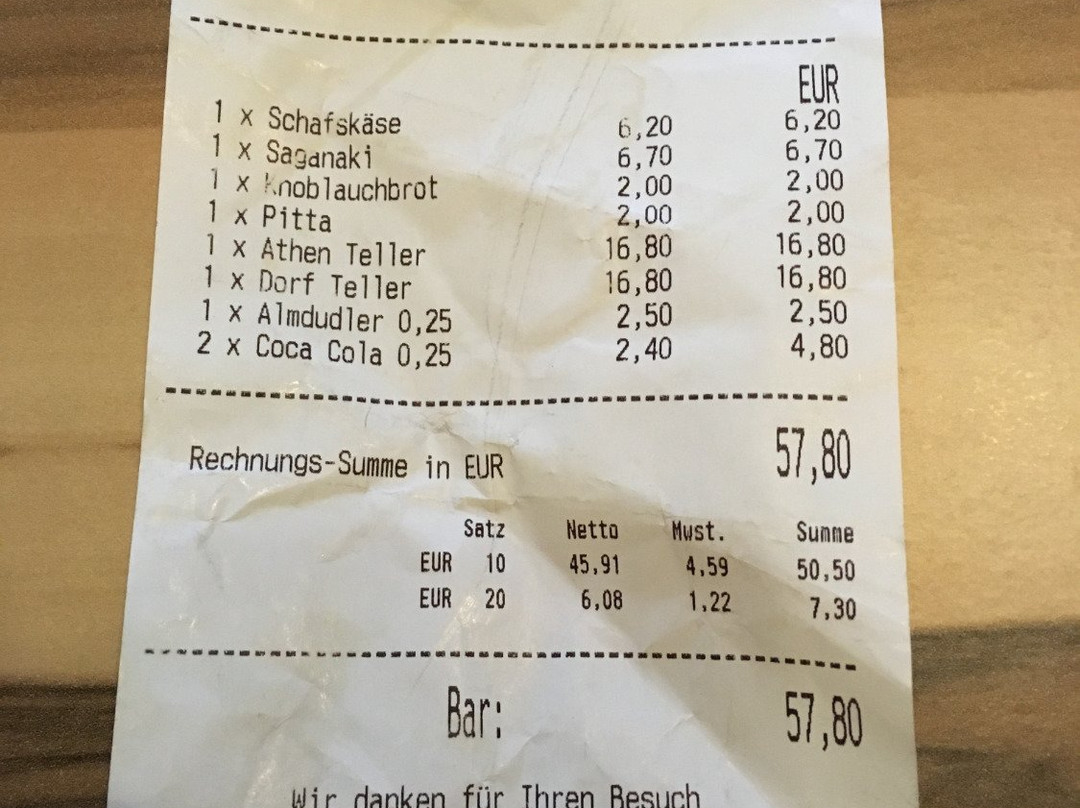 EUR
1 x Schafskäse 6,20 6,20
1 x Saganaki 6,70 6,70
1 x Knoblauchbrot 2,00 2,00
1 x Pitta 2,00 2,00
1 x Athen Teller 16,80 16,80
1 x Dorf Teller 16,80 16,80
1 x Almdudler 0,25 2,50 2,50
2 x Coca Cola 0,25 2,40 4,80
Rechnungs-Summe in EUR 57,80
Satz Netto Mwst. Summe
EUR 10 45,91 4,59 50,50
EUR 20 6,08 1,22 7,30
Bar: 57,80
Wir danken für Ihren Besuch